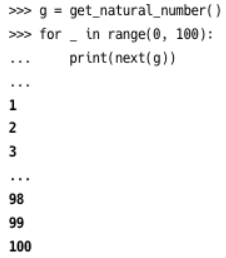 >>> g = get_natural_number()
>>> for _ in range(0, 100):
...     print(next(g))
...
1
2
3
...
98
99
100